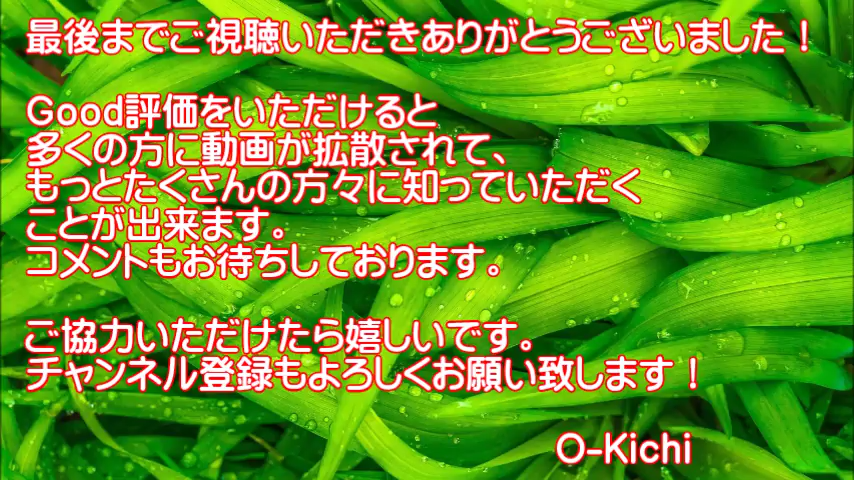 最後までご視聴いただきありがとうございました！
Good評価をいただけると
多くの方に動画が拡散されて、
もっとたくさんの方々に知っていただく
ことが出来ます。
コメントもお待ちしております。
ご協力いただけたら嬉しいです。
チャンネル登録もよろしくお願い致します！
O-Kichi